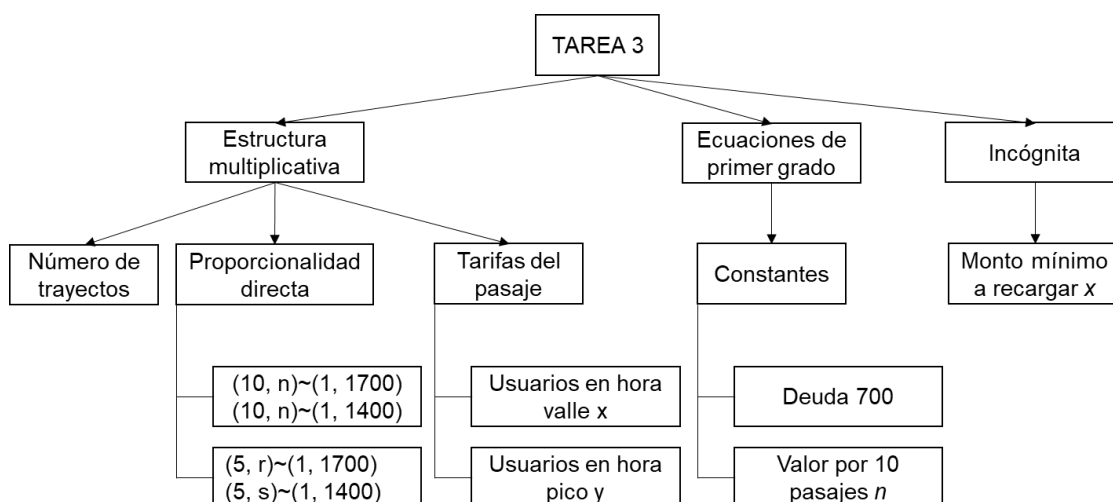 TAREA 3
Estructura
multiplicativa
Ecuaciones de
primer grado
Incógnita
Número de
trayectos
Proporcionalidad
directa
Tarifas del
pasaje
Constantes
Monto mínimo
a recargar x
(10, n)~(1, 1700)
(10, n)~(1, 1400)
Usuarios en hora
valle x
Deuda 700
(5, r)~(1, 1700)
(5, s)~(1, 1400)
Usuarios en hora
pico y
Valor por 10
pasajes n